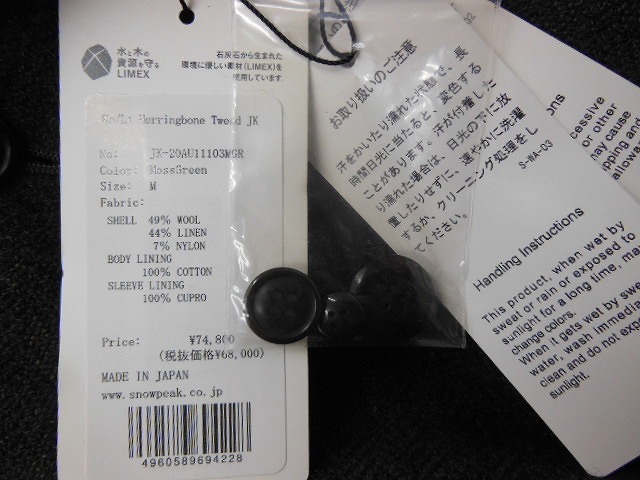 水と木の
資源を守る
LIMEX
石灰石から生まれた
環境に優しい素材(LIMEX)を
使用しています。
Herringbone Tweed JK
No: JK-20AU11103MGR
Color: MossGreen
Size: M
Fabric:
SHELL 49% WOOL
44% LINEN
7% NYLON
BODY LINING
100% COTTON
SLEEVE LINING
100% CUPRO
Price: ¥74,800
(税抜価格¥68,000)
MADE IN JAPAN
www.snowpeak.co.jp
4960589694228
お取り扱いのご注意
汗をかいたり濡れた状態で、長
時間日光に当たると、変色する
ことがあります。汗が付着した
り濡れた場合は、日光の下に放
置したりせずに、速やかに洗濯
するか、クリーニング処理をし
てください。
S-WA-03
Handling Instructions
This product, when wet by
sweat or rain or exposed to
sunlight for a long time, may
change colors.
When it gets wet by
water, wash
clean and do not
sunlight.
or other
may cause
and
allowing